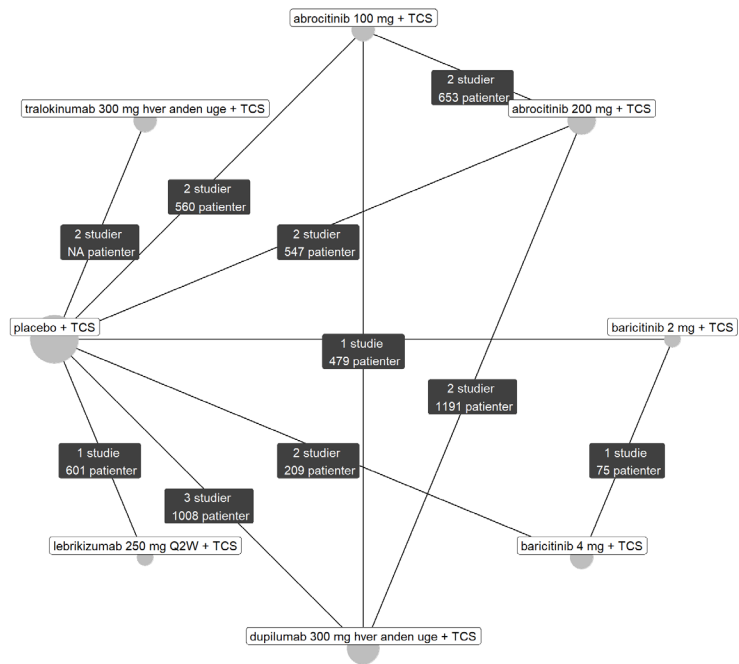 abrocitinib 100 mg + TCS
2 studier
653 patienter
tralokinumab 300 mg hver anden uge + TCS
abrocitinib 200 mg + TCS
2 studier
560 patienter
2 studier
NA patienter
2 studier
547 patienter
placebo + TCS
baricitinib 2 mg + TCS
1 studie
479 patienter
2 studier
1191 patienter
1 studie
601 patienter
2 studier
209 patienter
1 studie
75 patienter
3 studier
1008 patienter
lebrikizumab 250 mg Q2W + TCS
baricitinib 4 mg + TCS
dupilumab 300 mg hver anden uge + TCS